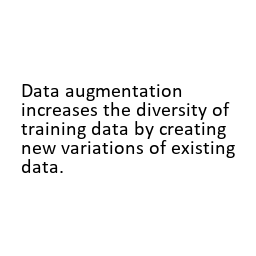 Data augmentation
increases the diversity of
training data by creating
new variations of existing
data.